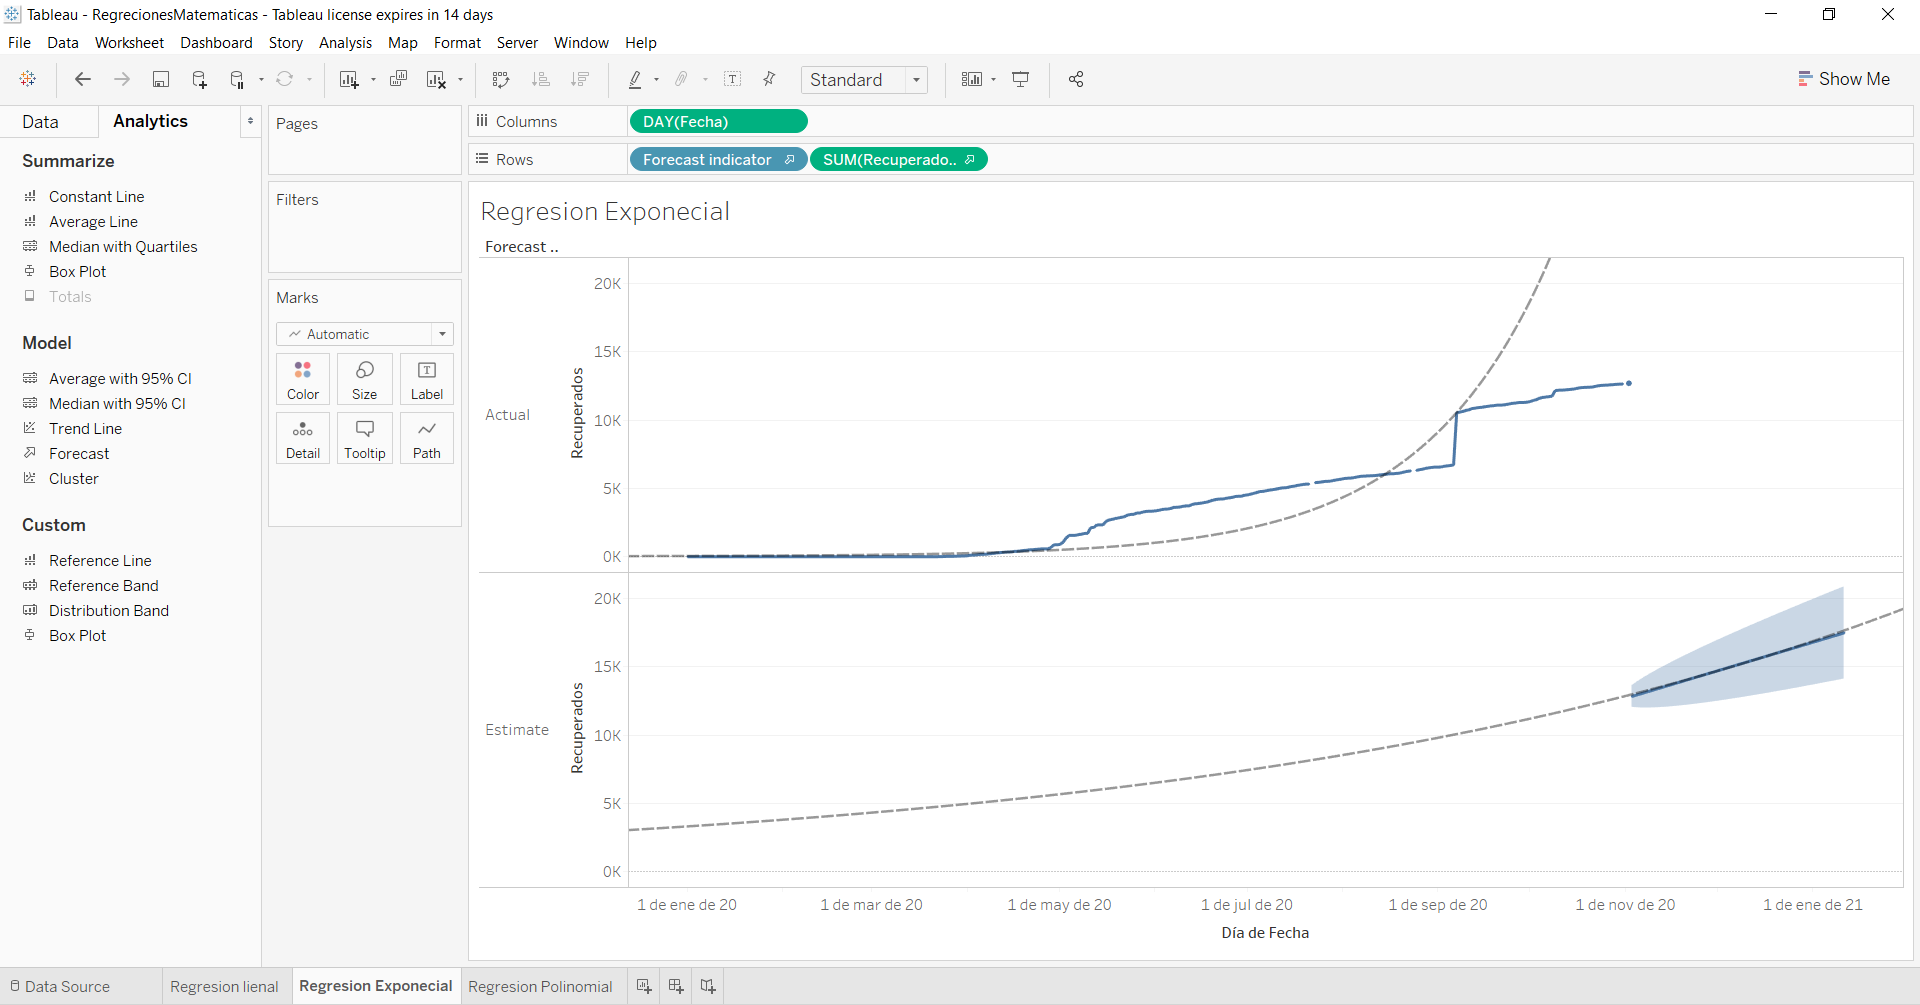 Tableau - RegrecionesMatematicas - Tableau license expires in 14 days
File Data Worksheet Dashboard Story Analysis Map Format Server Window Help
Standard
Show Me
Data Analytics
Summarize
Constant Line
Average Line
Median with Quartiles
Box Plot
Totals
Model
Average with 95% CI
Median with 95% CI
Trend Line
Forecast
Cluster
Custom
Reference Line
Reference Band
Distribution Band
Box Plot
Pages
Filters
Marks
Automatic
Color Size Label
Detail Tooltip Path
Columns DAY(Fecha)
Rows Forecast indicator SUM(Recuperado..
Regresion Exponecial
Forecast ..
Actual
Recuperados
20K
15K
10K
5K
0K
Estimate
Recuperados
20K
15K
10K
5K
0K
1 de ene de 20 1 de mar de 20 1 de may de 20 1 de jul de 20 1 de sep de 20 1 de nov de 20 1 de ene de 21
Día de Fecha
Data Source Regresion lienal Regresion Exponecial Regresion Polinomial